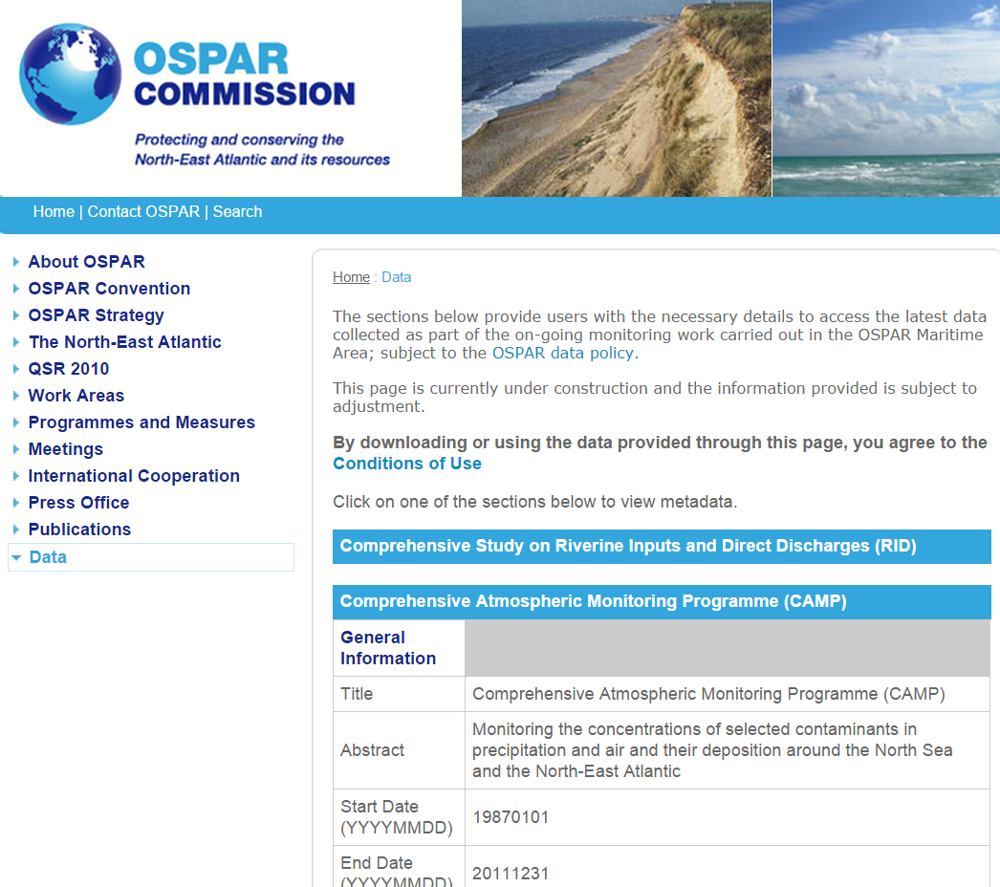 OSPAR
COMMISSION
Protecting and conserving the
North-East Atlantic and its resources
Home | Contact OSPAR | Search
About OSPAR
OSPAR Convention
OSPAR Strategy
The North-East Atlantic
QSR 2010
Work Areas
Programmes and Measures
Meetings
International Cooperation
Press Office
Publications
Data
Home : Data
The sections below provide users with the necessary details to access the latest data
collected as part of the on-going monitoring work carried out in the OSPAR Maritime
Area; subject to the OSPAR data policy.
This page is currently under construction and the information provided is subject to
adjustment.
By downloading or using the data provided through this page, you agree to the
Conditions of Use
Click on one of the sections below to view metadata.
Comprehensive Study on Riverine Inputs and Direct Discharges (RID)
Comprehensive Atmospheric Monitoring Programme (CAMP)
General
Information
Title
Comprehensive Atmospheric Monitoring Programme (CAMP)
Abstract
Monitoring the concentrations of selected contaminants in
precipitation and air and their deposition around the North Sea
and the North-East Atlantic
Start Date
(YYYYMMDD)
19870101
End Date
(YYYYMMDD)
20111231